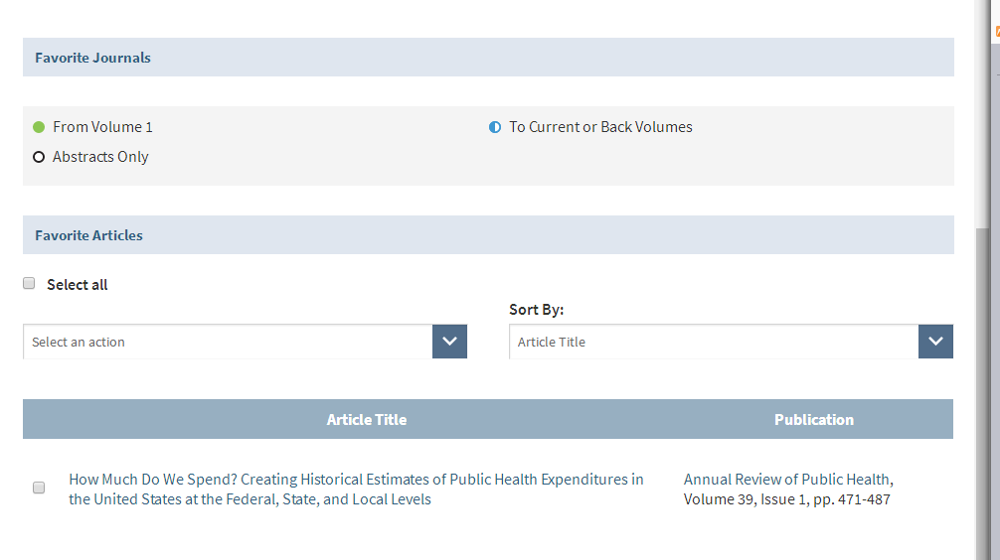 Favorite Journals
From Volume 1
To Current or Back Volumes
Abstracts Only
Favorite Articles
Select all
Sort By:
Select an action
Article Title
Article Title
Publication
How Much Do We Spend? Creating Historical Estimates of Public Health Expenditures in
the United States at the Federal, State, and Local Levels
Annual Review of Public Health,
Volume 39, Issue 1, pp. 471-487